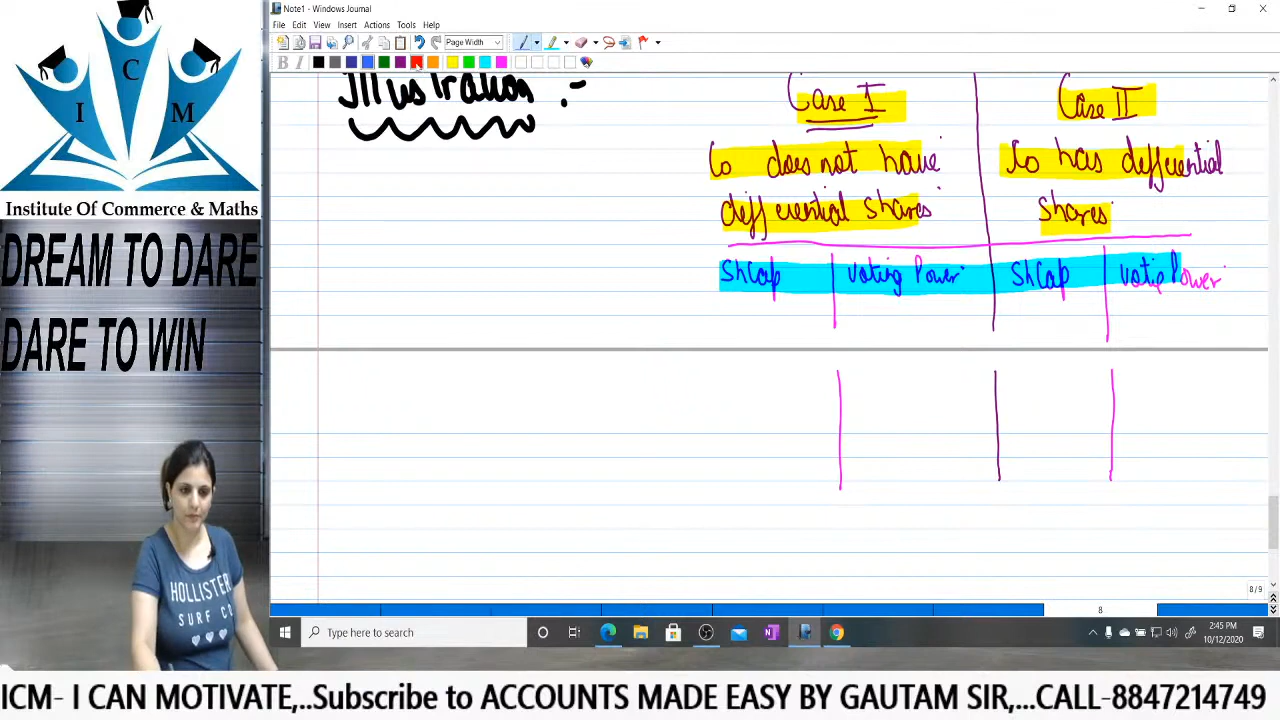 Note1 - Windows Journal
File Edit View Insert Actions Tools Help
Page Width
B I
I C M
Institute Of Commerce & Maths
DREAM TO DARE
DARE TO WIN
Illustration :-
Case I
Co does not have
differential shares
Case II
Co has differential
shares
ShCap
Voting Power
ShCap
Power
HOLLISTER
SURF CO
8/9
8
Type here to search
2:45 PM
10/12/2020
ICM- I CAN MOTIVATE,..Subscribe to ACCOUNTS MADE EASY BY GAUTAM SIR,...CALL-8847214749